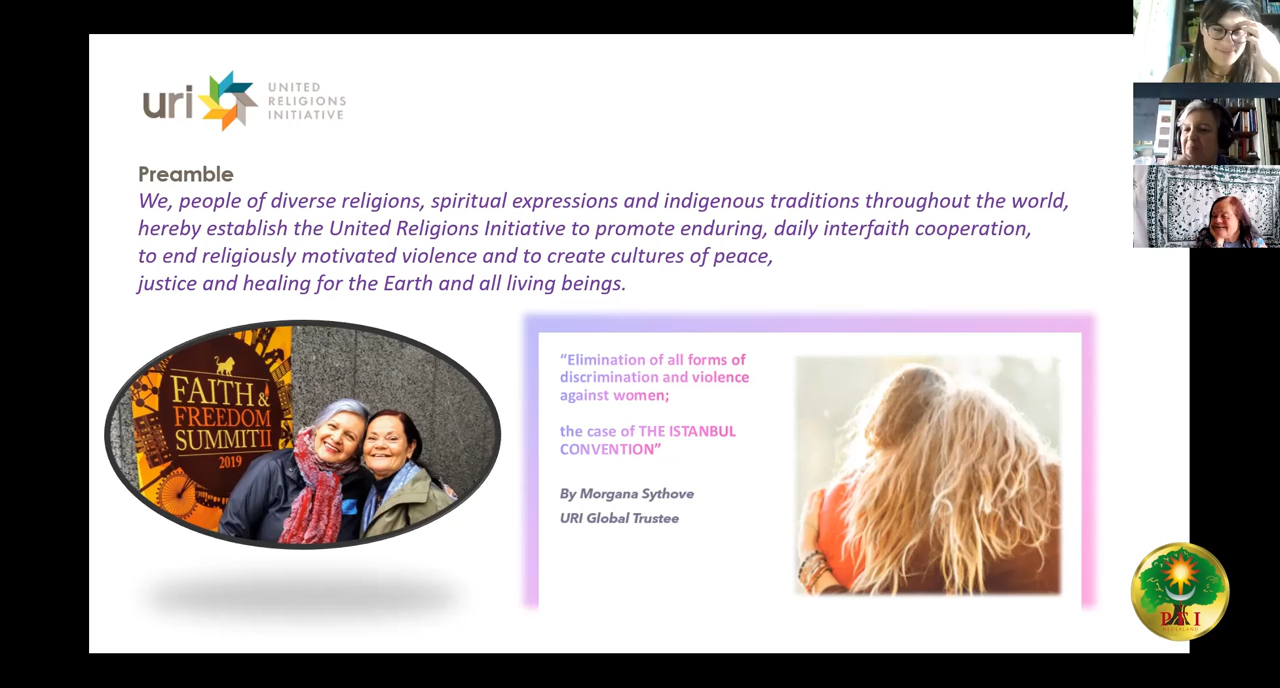 uri
UNITED
RELIGIONS
INITIATIVE
Preamble
We, people of diverse religions, spiritual expressions and indigenous traditions throughout the world,
hereby establish the United Religions Initiative to promote enduring, daily interfaith cooperation,
to end religiously motivated violence and to create cultures of peace,
justice and healing for the Earth and all living beings.
FAITH &
FREEDOM
SUMMIT II
2019
“Elimination of all forms of
discrimination and violence
against women;
the case of THE ISTANBUL
CONVENTION”
By Morgana Sythove
URI Global Trustee
PFI
NEDERLAND